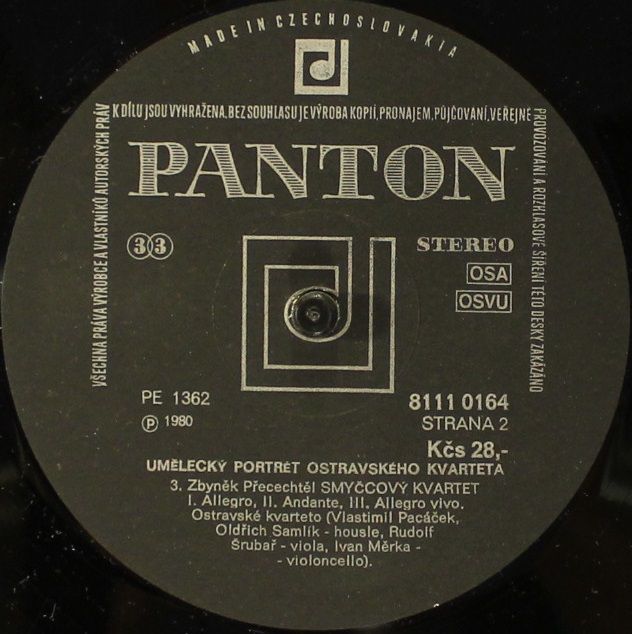 MADE IN CZECHOSLOVAKIA
VŠECHNA PRÁVA VÝROBCE A VLASTNÍKŮ AUTORSKÝCH PRÁV
K DÍLU JSOU VYHRAŽENA. BEZ SOUHLASU JE VÝROBA KOPIÍ, PRONAJEM, PŮJČOVANÍ, VEŘEJNÉ
PROVOZOVÁNÍ A ROZHLASOVÉ ŠÍŘENÍ TÉTO DESKY ZAKÁZÁNO
PANTON
33
STEREO
OSA
OSVU
PE 1362
8111 0164
℗ 1980
STRANA 2
Kčs 28,-
UMĚLECKÝ PORTRÉT OSTRAVSKÉHO KVARTETA
3. Zbyněk Přecechtěl SMYČCOVÝ KVARTET
I. Allegro, II. Andante, III. Allegro vivo.
Ostravské kvarteto (Vlastimil Pacáček,
Oldřich Samlík - housle, Rudolf
Šrubař - viola, Ivan Měrka -
- violoncello).